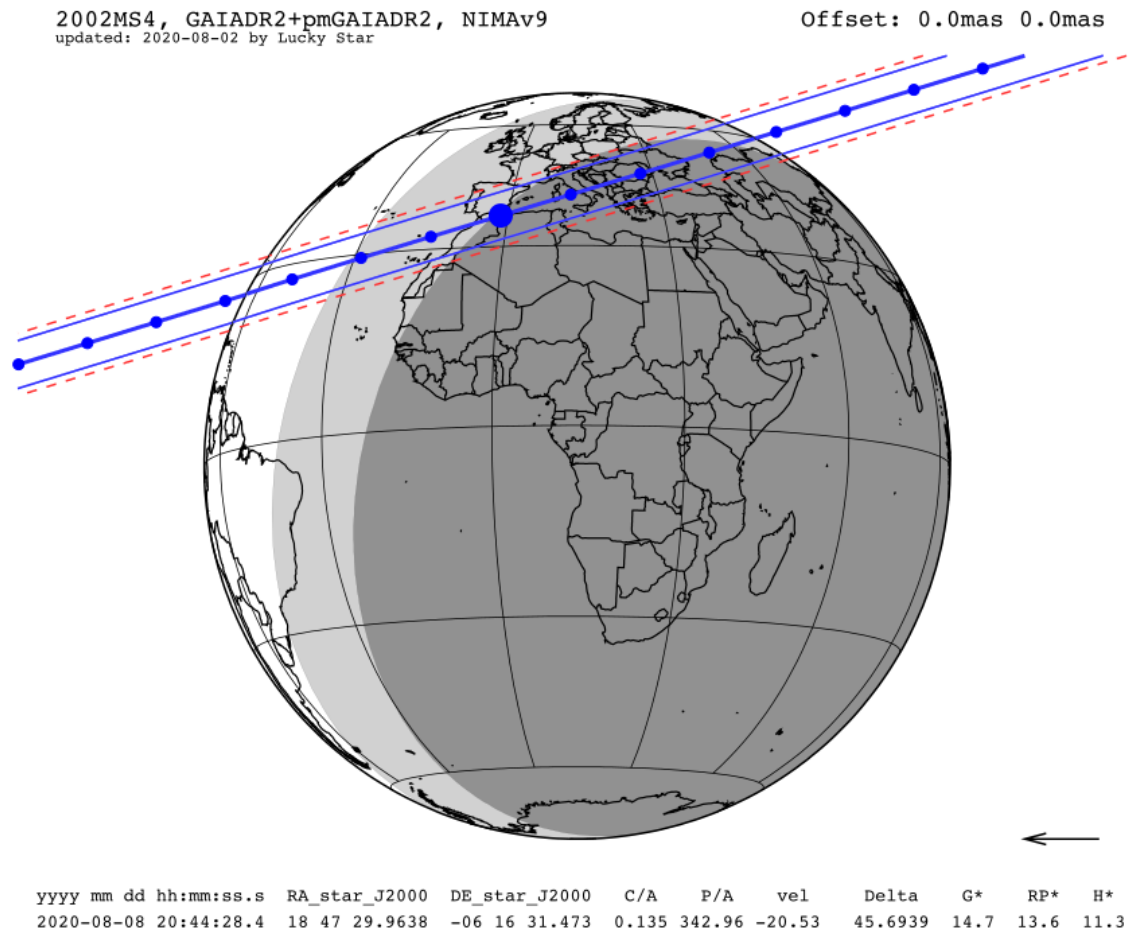 2002MS4, GAIADR2+pmGAIADR2, NIMAv9 Offset: 0.0mas 0.0mas
updated: 2020-08-02 by Lucky Star
yyyy mm dd hh:mm:ss.s RA_star_J2000 DE_star_J2000 C/A P/A vel Delta G* RP* H*
2020-08-08 20:44:28.4 18 47 29.9638 -06 16 31.473 0.135 342.96 -20.53 45.6939 14.7 13.6 11.3